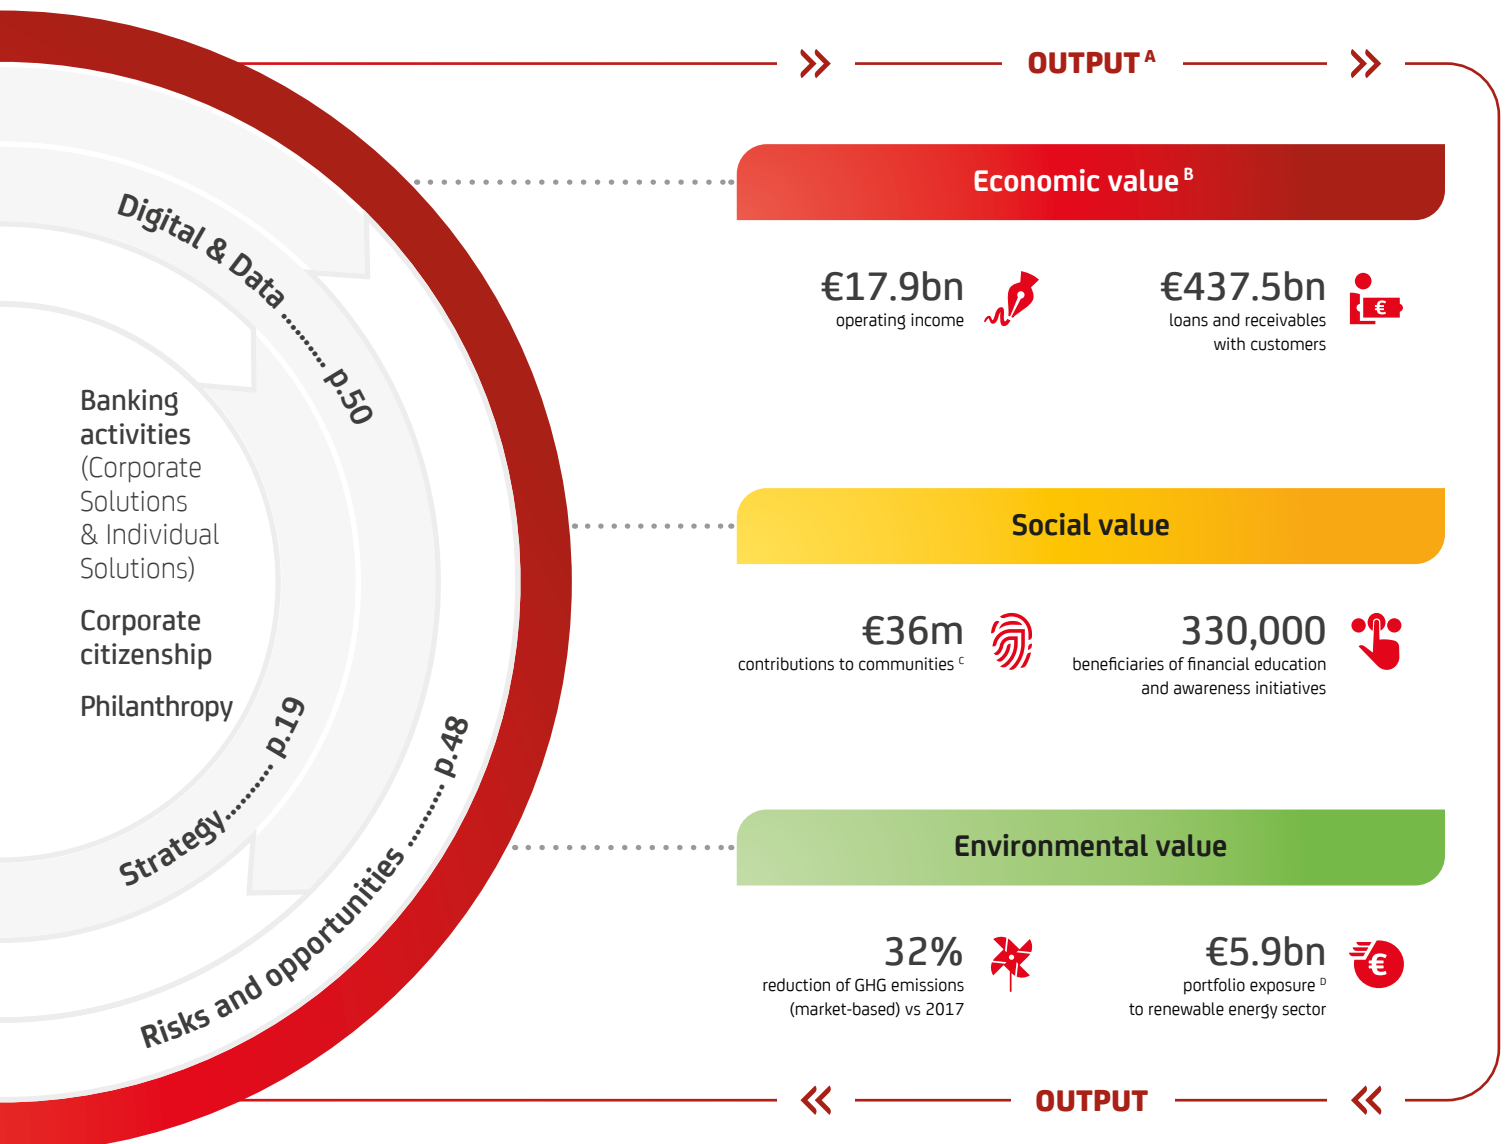 OUTPUT A
Economic value B
€17.9bn
operating income
€437.5bn
loans and receivables
with customers
Digital & Data ........... p.50
Banking
activities
(Corporate
Solutions
& Individual
Solutions)
Corporate
citizenship
Philanthropy
Strategy.......... p.19
Risks and opportunities .......... p.48
Social value
€36m
contributions to communities C
330,000
beneficiaries of financial education
and awareness initiatives
Environmental value
32%
reduction of GHG emissions
(market-based) vs 2017
€5.9bn
portfolio exposure D
to renewable energy sector
OUTPUT